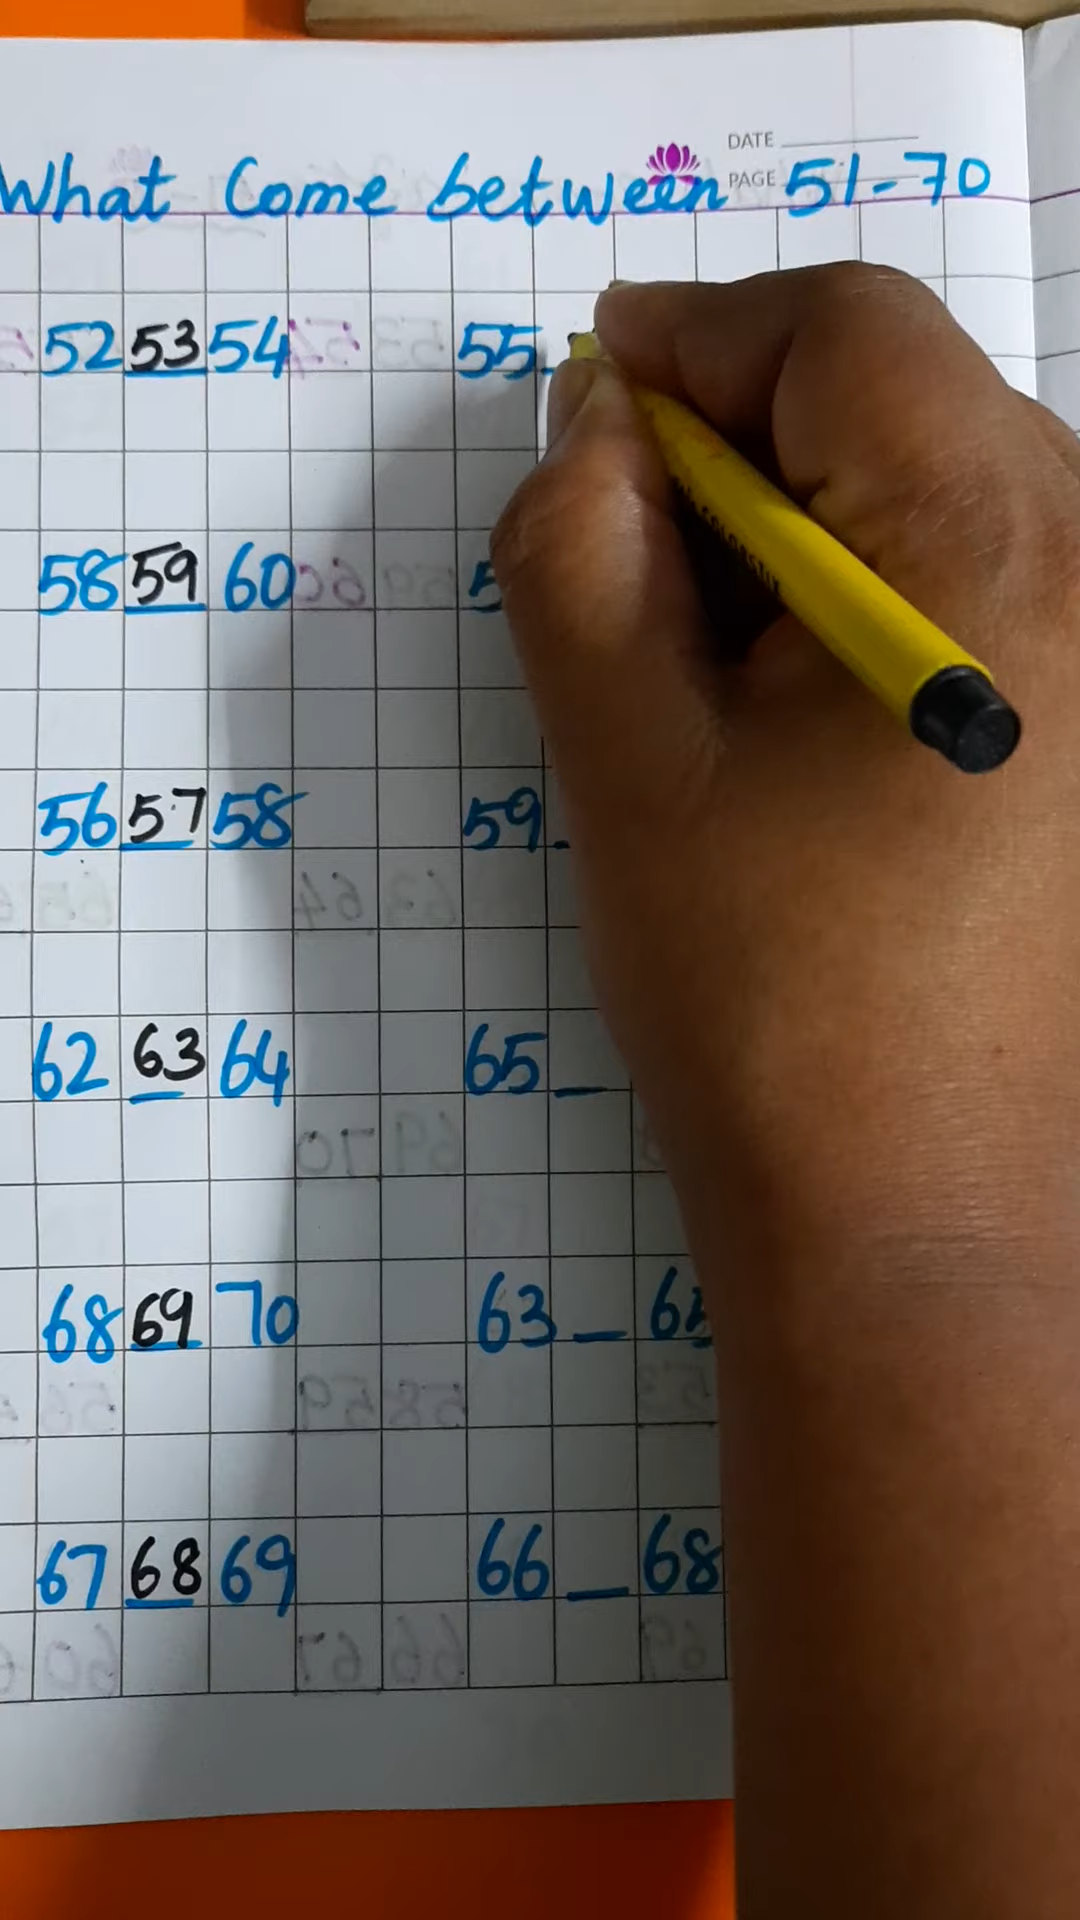 DATE
What Come between PAGE 51-70
52 53 54 55
58 59 60
56 57 58 59
62 63 64 65 _
68 69 70 63 _
67 68 69 66 _ 68